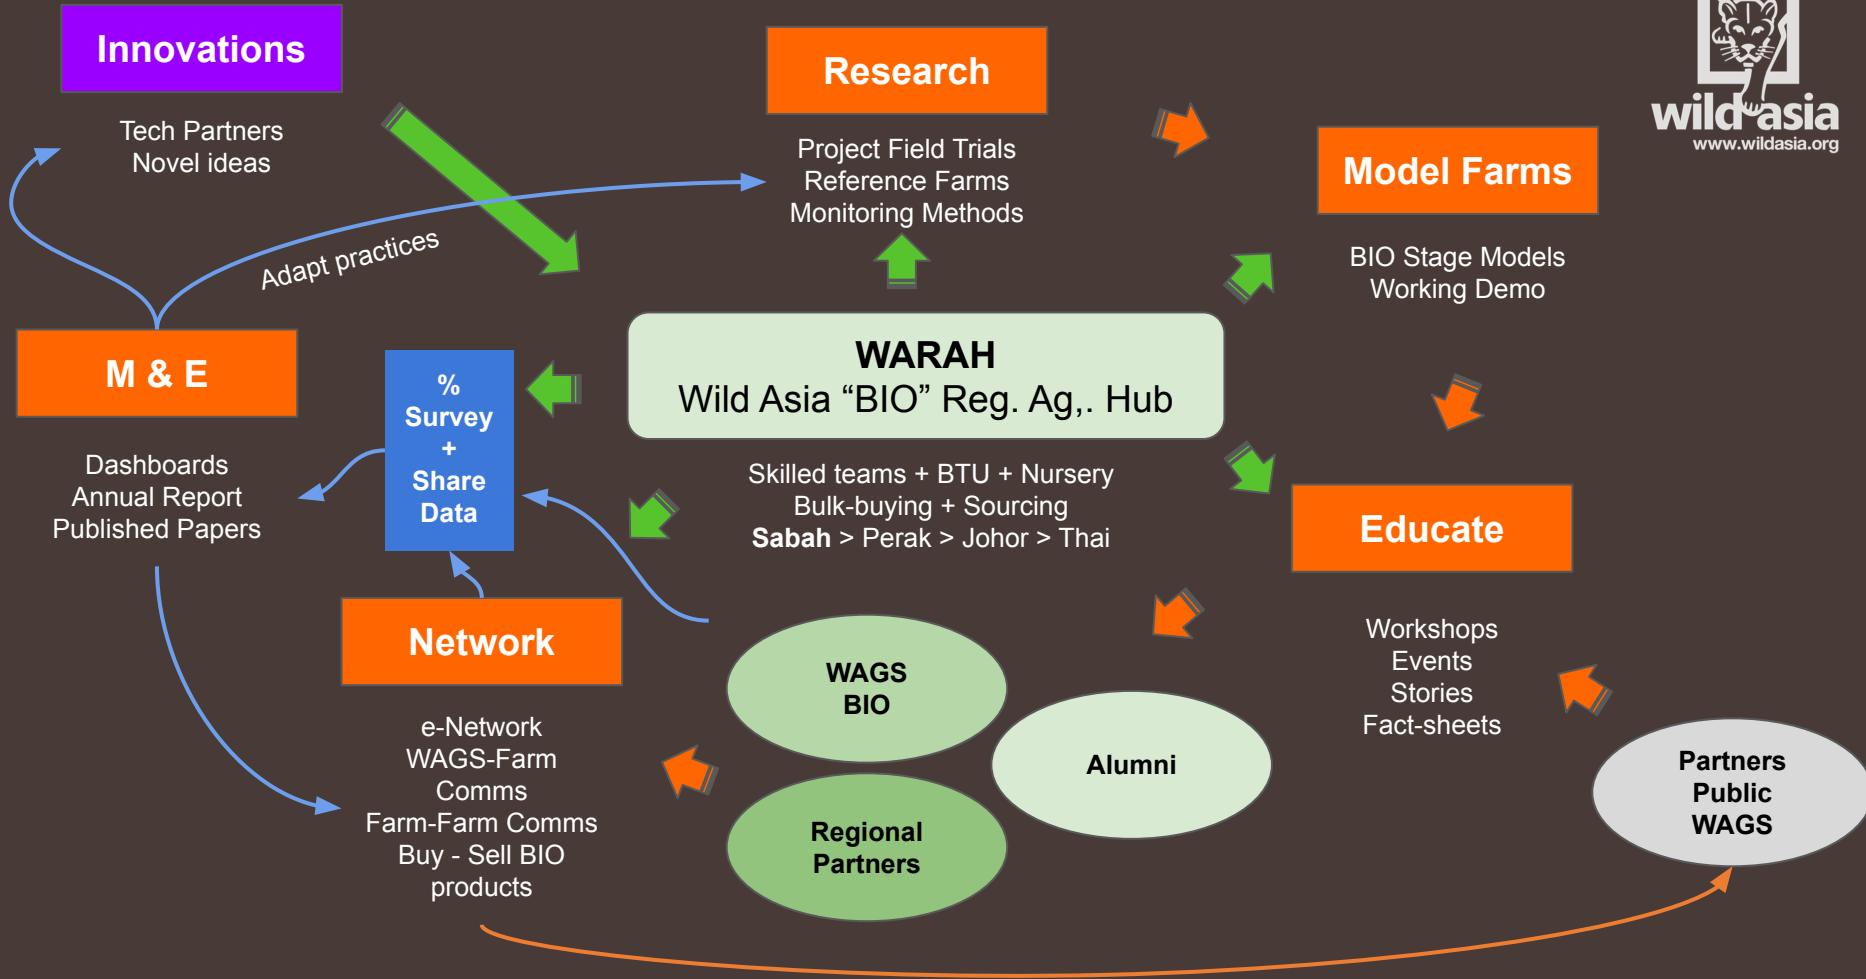 Innovations
Tech Partners
Novel ideas
Research
Project Field Trials
Reference Farms
Monitoring Methods
wild asia
www.wildasia.org
Model Farms
BIO Stage Models
Working Demo
Adapt practices
M & E
Dashboards
Annual Report
Published Papers
%
Survey
+
Share
Data
WARAH
Wild Asia “BIO” Reg. Ag,. Hub
Skilled teams + BTU + Nursery
Bulk-buying + Sourcing
Sabah > Perak > Johor > Thai
Educate
Workshops
Events
Stories
Fact-sheets
Network
e-Network
WAGS-Farm
Comms
Farm-Farm Comms
Buy - Sell BIO
products
WAGS
BIO
Alumni
Regional
Partners
Partners
Public
WAGS